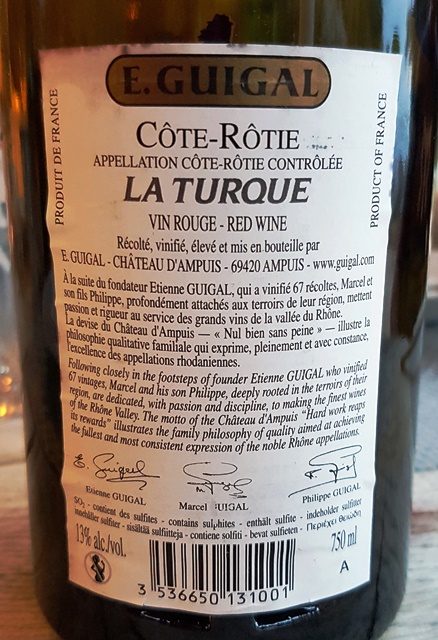 E. GUIGAL
CÔTE-RÔTIE
APPELLATION CÔTE-RÔTIE CONTRÔLÉE
LA TURQUE
VIN ROUGE - RED WINE
Récolté, vinifié, élevé et mis en bouteille par
E. GUIGAL - CHÂTEAU D'AMPUIS - 69420 AMPUIS - www.guigal.com
PRODUIT DE FRANCE
PRODUCT OF FRANCE
À la suite du fondateur Etienne GUIGAL, qui a vinifié 67 récoltes, Marcel et
son fils Philippe, profondément attachés aux terroirs de leur région, mettent
passion et rigueur au service des grands vins de la vallée du Rhône.
La devise du Château d'Ampuis — « Nul bien sans peine » — illustre la
philosophie qualitative familiale qui exprime, pleinement et avec constance,
l'excellence des appellations rhodaniennes.
Following closely in the footsteps of founder Etienne GUIGAL who vinified
67 vintages, Marcel and his son Philippe, deeply rooted in the terroirs of their
region, are dedicated, with passion and discipline, to making the finest wines
of the Rhône Valley. The motto of the Château d'Ampuis "Hard work reaps
its rewards" illustrates the family philosophy of quality aimed at achieving
the fullest and most consistent expression of the noble Rhône appellations.
E. Guigal
Etienne GUIGAL
Marcel GUIGAL
Philippe GUIGAL
SO₂ - contient des sulfites - contains sulphites - enthält sulfite - indeholder sulfitter
innehåller sulfiter - sisältää sulfiitteja - contiene solfiti - bevat sulfieten - Περιέχει Θειώδη
13% alc./vol.
750 ml
A
3 536650 131001